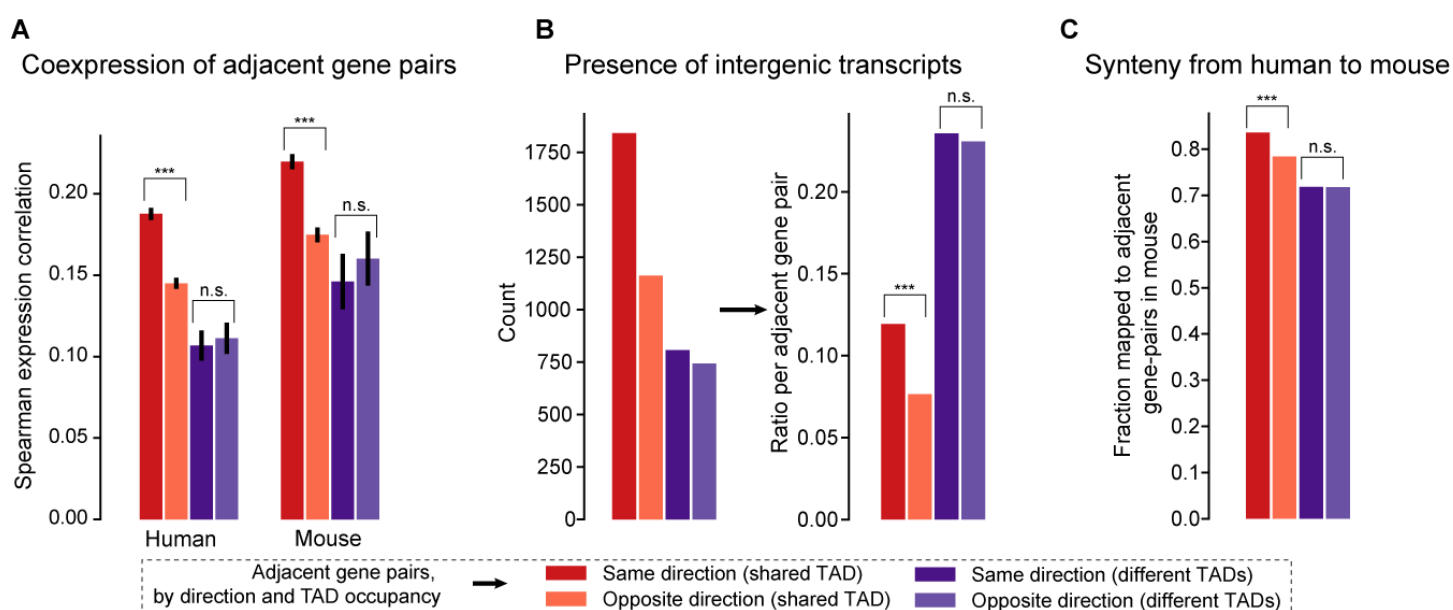 A
Coexpression of adjacent gene pairs
Spearman expression correlation
0.20
0.15
0.10
0.05
0.00
***
n.s.
***
n.s.
Human
Mouse
B
Presence of intergenic transcripts
Count
1750
1500
1250
1000
750
500
250
0
Ratio per adjacent gene pair
0.20
0.15
0.10
0.05
0.00
***
n.s.
C
Synteny from human to mouse
Fraction mapped to adjacent
gene-pairs in mouse
0.8
0.7
0.6
0.5
0.4
0.3
0.2
0.1
0.0
***
n.s.
Adjacent gene pairs,
by direction and TAD occupancy
Same direction (shared TAD)
Opposite direction (shared TAD)
Same direction (different TADs)
Opposite direction (different TADs)